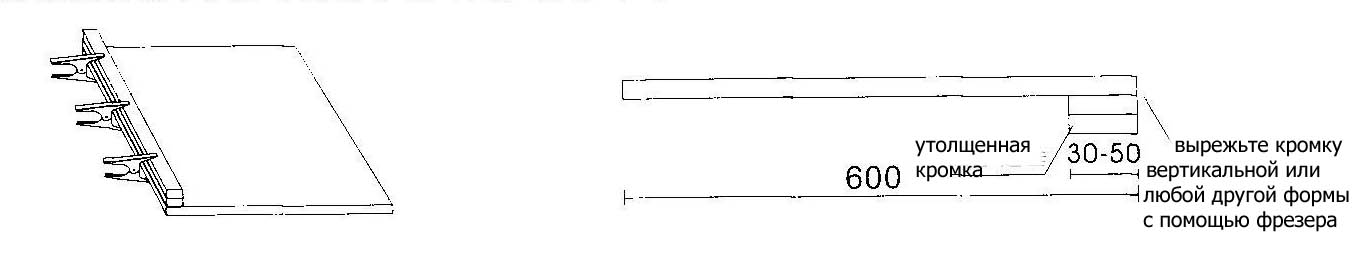 утолщенная
кромка
600
30-50
вырежьте кромку
вертикальной или
любой другой формы
с помощью фрезера